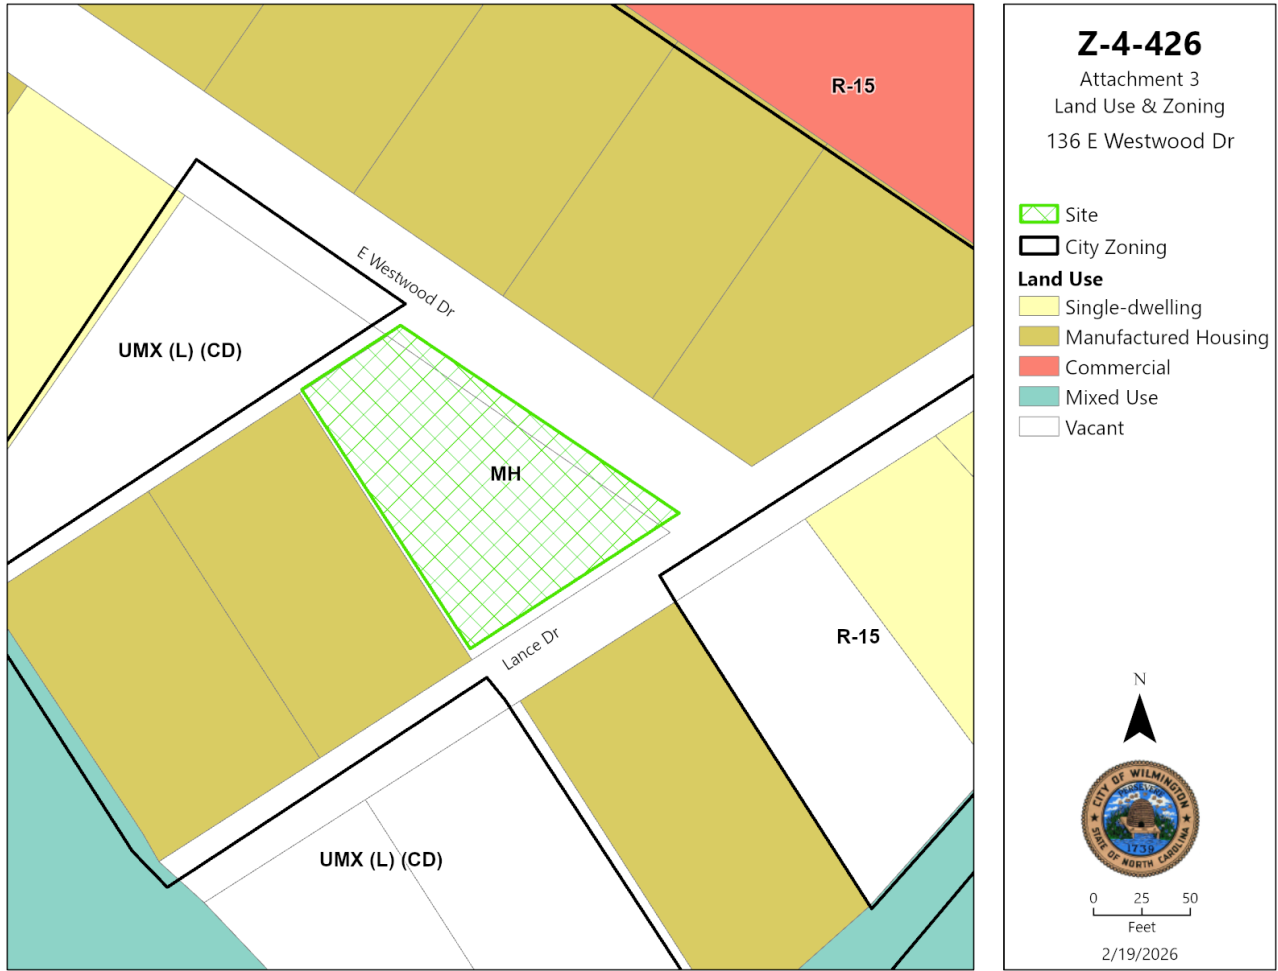 Z-4-426
Attachment 3
Land Use & Zoning
136 E Westwood Dr
Site
City Zoning
Land Use
Single-dwelling
Manufactured Housing
Commercial
Mixed Use
Vacant
N
CITY OF WILMINGTON
PERSEVERE
1739
STATE OF NORTH CAROLINA
0 25 50
Feet
2/19/2026
R-15
E Westwood Dr
UMX (L) (CD)
MH
Lance Dr
R-15
UMX (L) (CD)